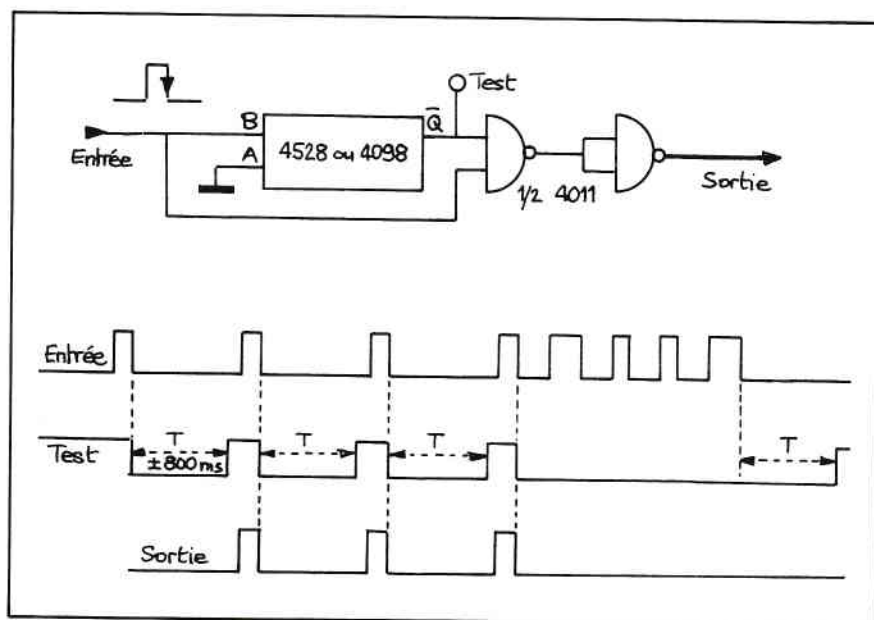 Test
B
Q̄
A
4528 ou 4098
Entrée
1/2 4011
Sortie
Entrée
T
T
T
T
Test
±800ms
Sortie